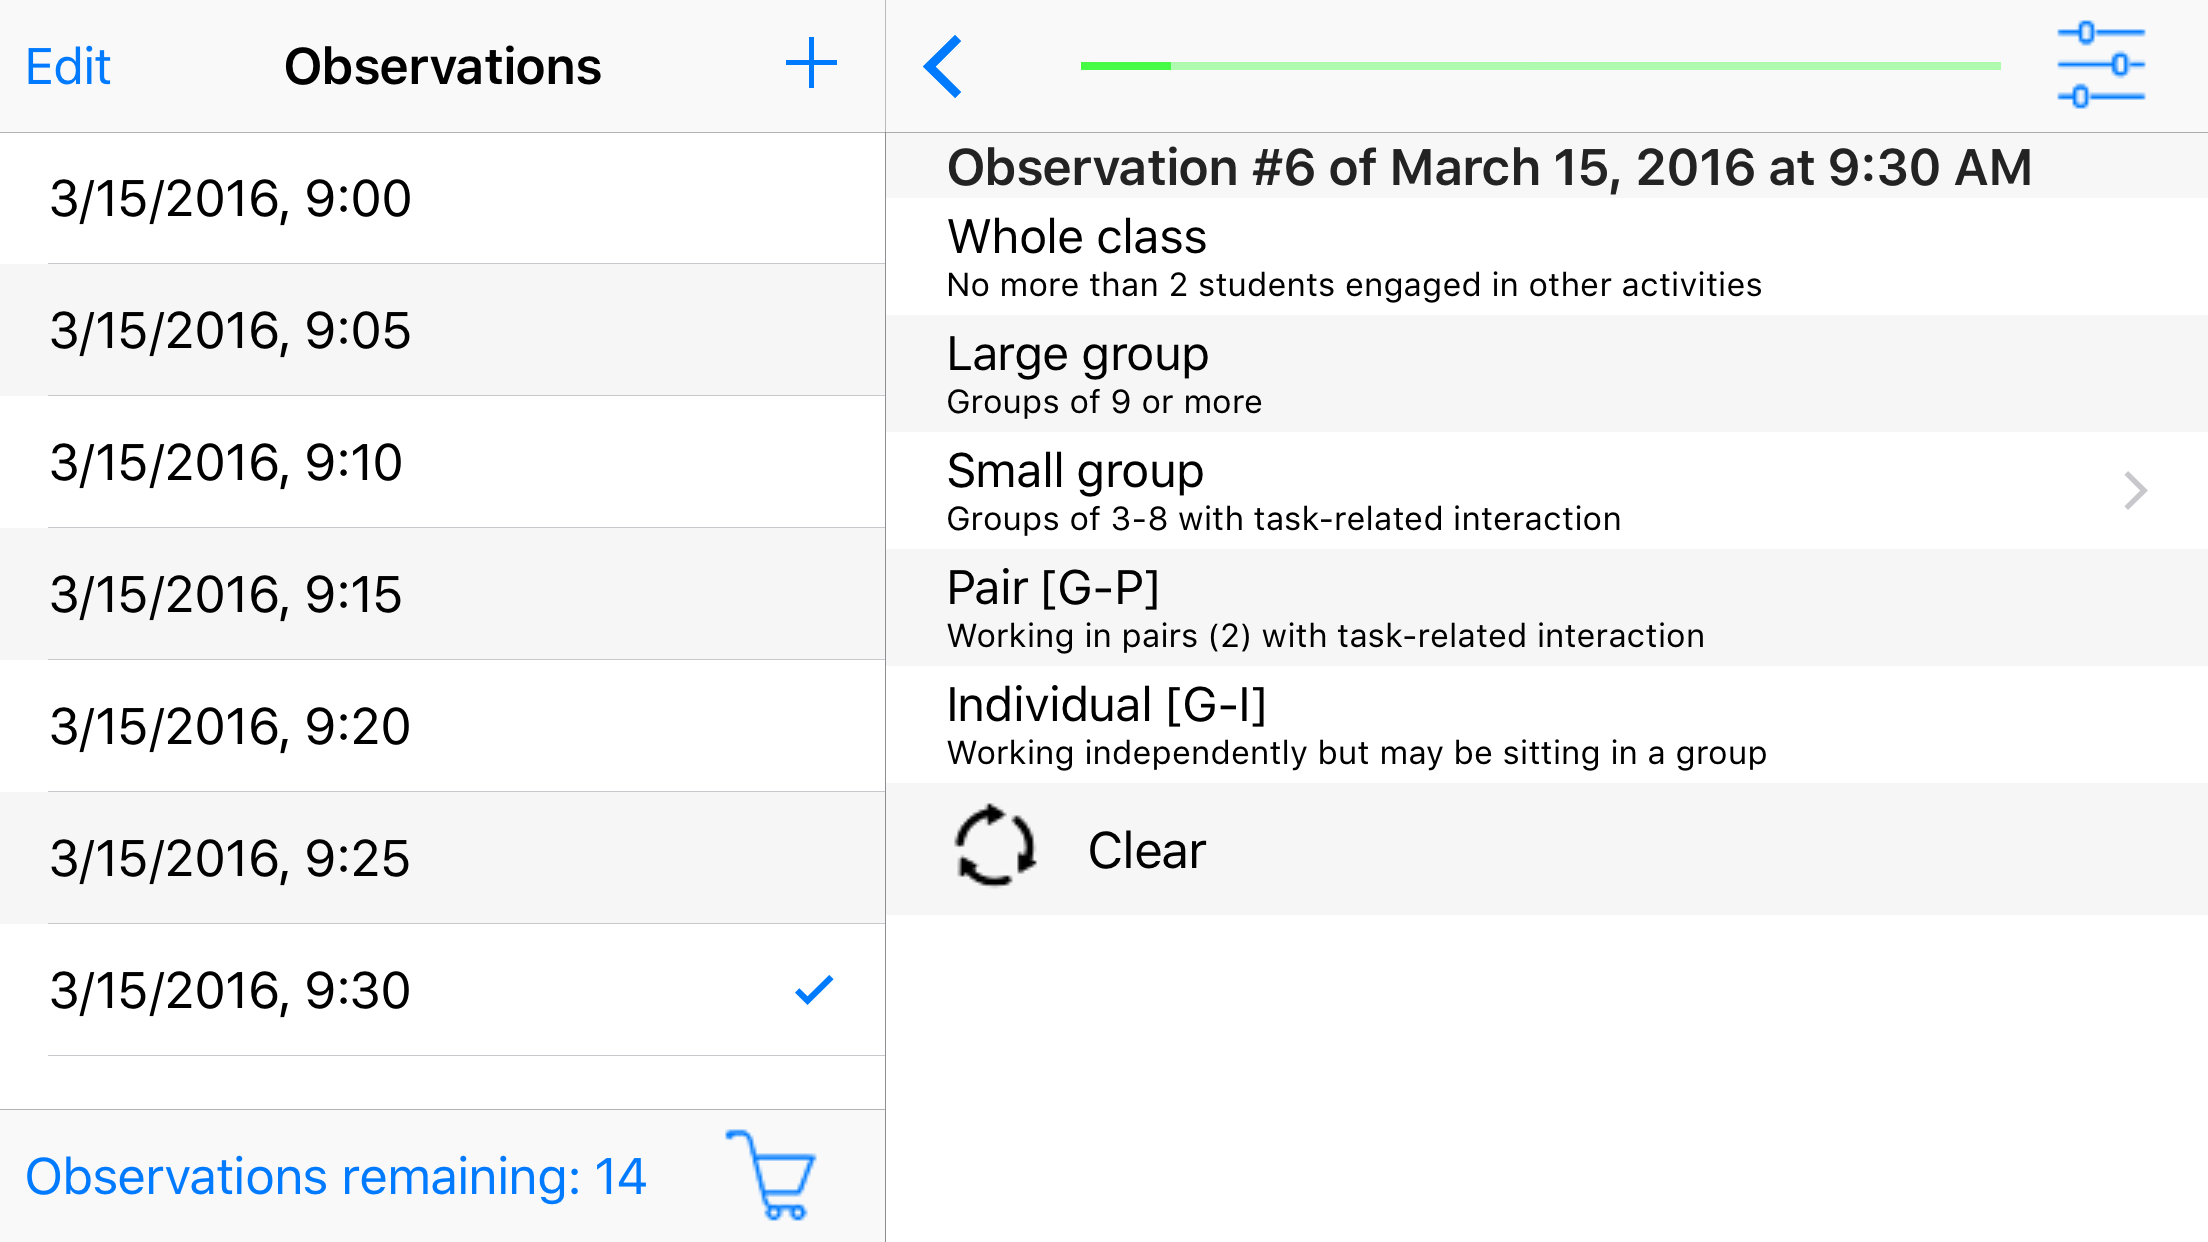 Edit
Observations
3/15/2016, 9:00
3/15/2016, 9:05
3/15/2016, 9:10
3/15/2016, 9:15
3/15/2016, 9:20
3/15/2016, 9:25
3/15/2016, 9:30
Observations remaining: 14
Observation #6 of March 15, 2016 at 9:30 AM
Whole class
No more than 2 students engaged in other activities
Large group
Groups of 9 or more
Small group
Groups of 3-8 with task-related interaction
Pair [G-P]
Working in pairs (2) with task-related interaction
Individual [G-I]
Working independently but may be sitting in a group
Clear